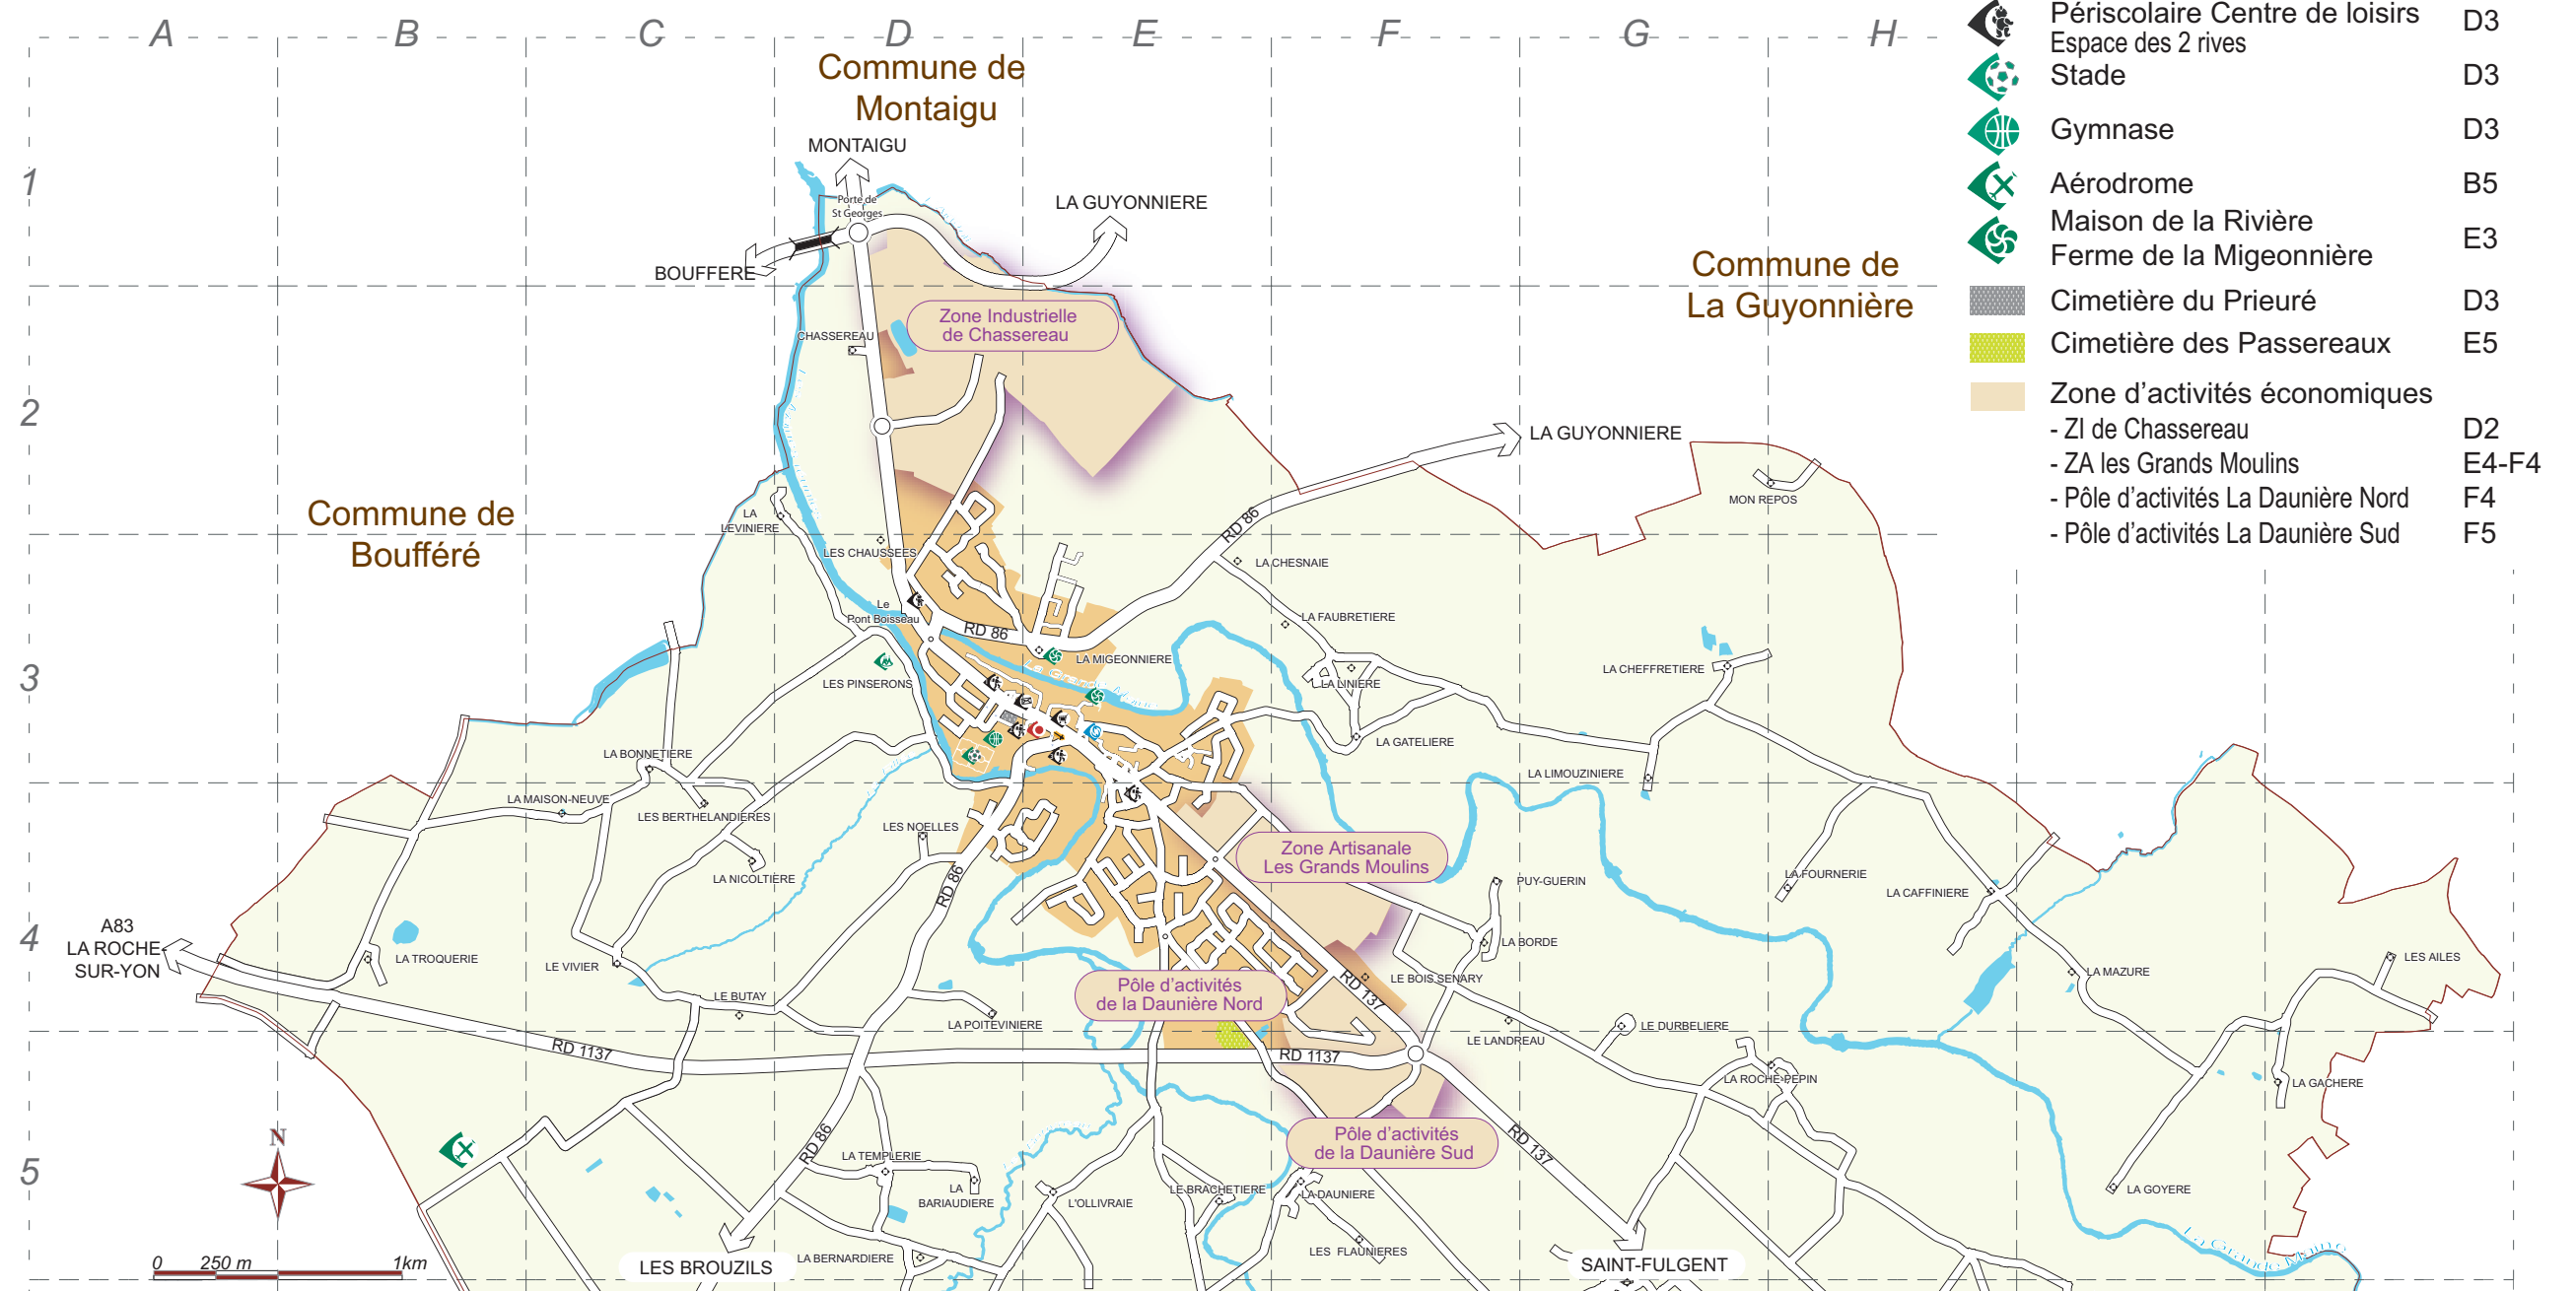 A B C D E F G H
Périscolaire Centre de loisirs D3
Espace des 2 rives
Stade D3
Gymnase D3
Aérodrome B5
Maison de la Rivière
Ferme de la Migeonnière E3
Cimetière du Prieuré D3
Cimetière des Passereaux E5
Zone d'activités économiques
- ZI de Chassereau D2
- ZA les Grands Moulins E4-F4
- Pôle d'activités La Daunière Nord F4
- Pôle d'activités La Daunière Sud F5
Commune de
Montaigu
MONTAIGU
1
Porte de
St Georges
LA GUYONNIERE
BOUFFERE
Commune de
La Guyonnière
Zone Industrielle
de Chassereau
CHASSEREAU
2
LA GUYONNIERE
MON REPOS
Commune de
Boufféré
LA
LEVINIERE
RD 86
LES CHAUSSEES
LA CHESNAIE
Le
Pont Boisseau
LA FAUBRETIERE
RD 86
LA MIGEONNIERE
La Grande Maine
3
LES PINSERONS
LA LINIERE
LA CHEFFRETIERE
LA GATELIERE
LA BONNETIERE
LA LIMOUZINIERE
LA MAISON-NEUVE
LES BERTHELANDIERES
LES NOELLES
Zone Artisanale
Les Grands Moulins
LA NICOLTIERE
RD 86
PUY-GUERIN
LA FOURNERIE
LA CAFFINIERE
4
A83
LA ROCHE
SUR-YON
LA TROQUERIE
LE VIVIER
LA BORDE
LES AILES
LE BOIS SENARY
LA MAZURE
Pôle d'activités
de la Daunière Nord
RD 137
LE BUTAY
LA POITEVINIERE
LE DURBELIERE
LE LANDREAU
RD 1137
RD 1137
LA ROCHE PEPIN
LA GACHERE
N
5
RD 86
Pôle d'activités
de la Daunière Sud
RD 137
LA TEMPLERIE
LA
BARIAUDIERE
L'OLLIVRAIE
LE BRACHETIERE
LA DAUNIERE
LA GOYERE
LES FLAUNIERES
La Grande Maine
LA BERNARDIERE
0 250 m 1km
LES BROUZILS
SAINT-FULGENT